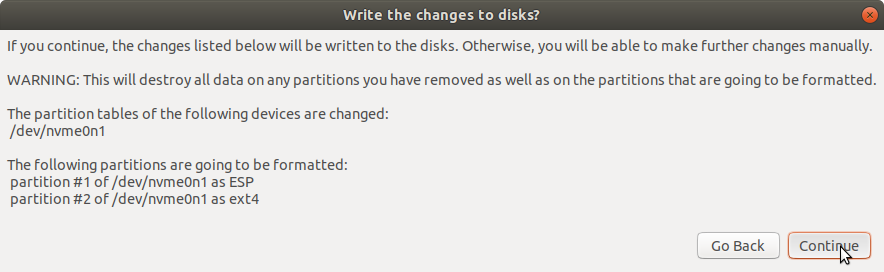 Write the changes to disks?
If you continue, the changes listed below will be written to the disks. Otherwise, you will be able to make further changes manually.
WARNING: This will destroy all data on any partitions you have removed as well as on the partitions that are going to be formatted.
The partition tables of the following devices are changed:
/dev/nvme0n1
The following partitions are going to be formatted:
partition #1 of /dev/nvme0n1 as ESP
partition #2 of /dev/nvme0n1 as ext4
Go Back Continue